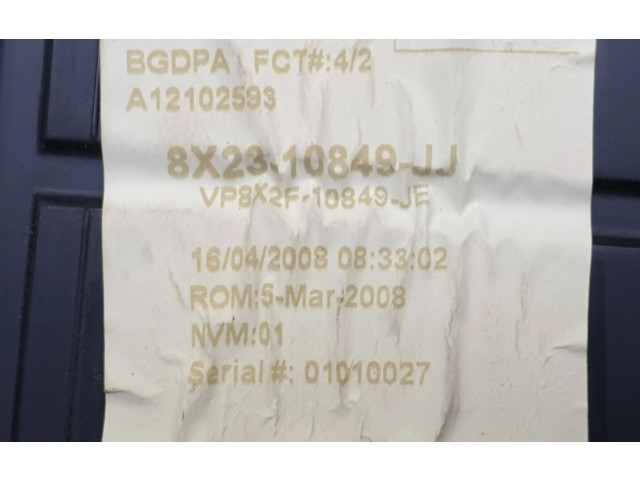 BGDPA FCT#:4/2
A12102593
8X23-10849-JJ
VP8X2F-10849-JE
16/04/2008 08:33:02
ROM:5-Mar-2008
NVM:01
Serial #: 01010027